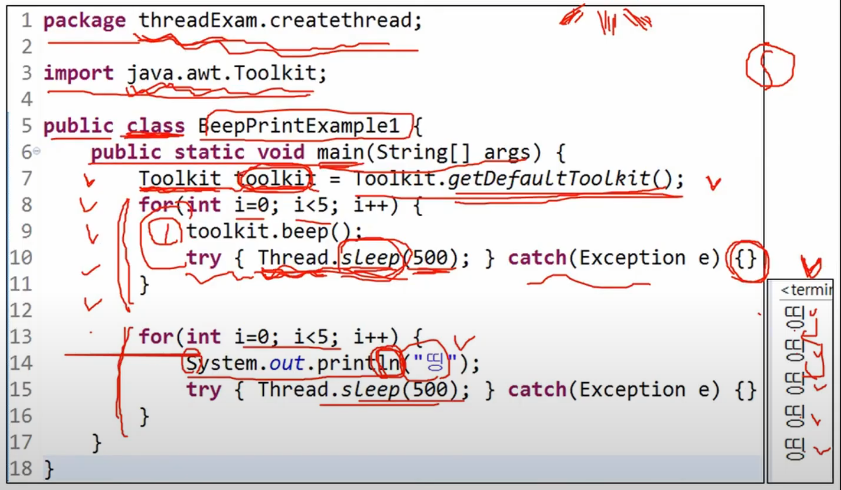 1 package threadExam.createthread;
2
3 import java.awt.Toolkit;
4
5 public class BeepPrintExample1 {
6 public static void main(String[] args) {
7 Toolkit toolkit = Toolkit.getDefaultToolkit();
8 for(int i=0; i<5; i++) {
9 toolkit.beep();
10 try { Thread.sleep(500); } catch(Exception e) {}
11 }
12
13 for(int i=0; i<5; i++) {
14 System.out.println("띵");
15 try { Thread.sleep(500); } catch(Exception e) {}
16 }
17 }
18 }
<termin
띵
띵
띵
띵
띵